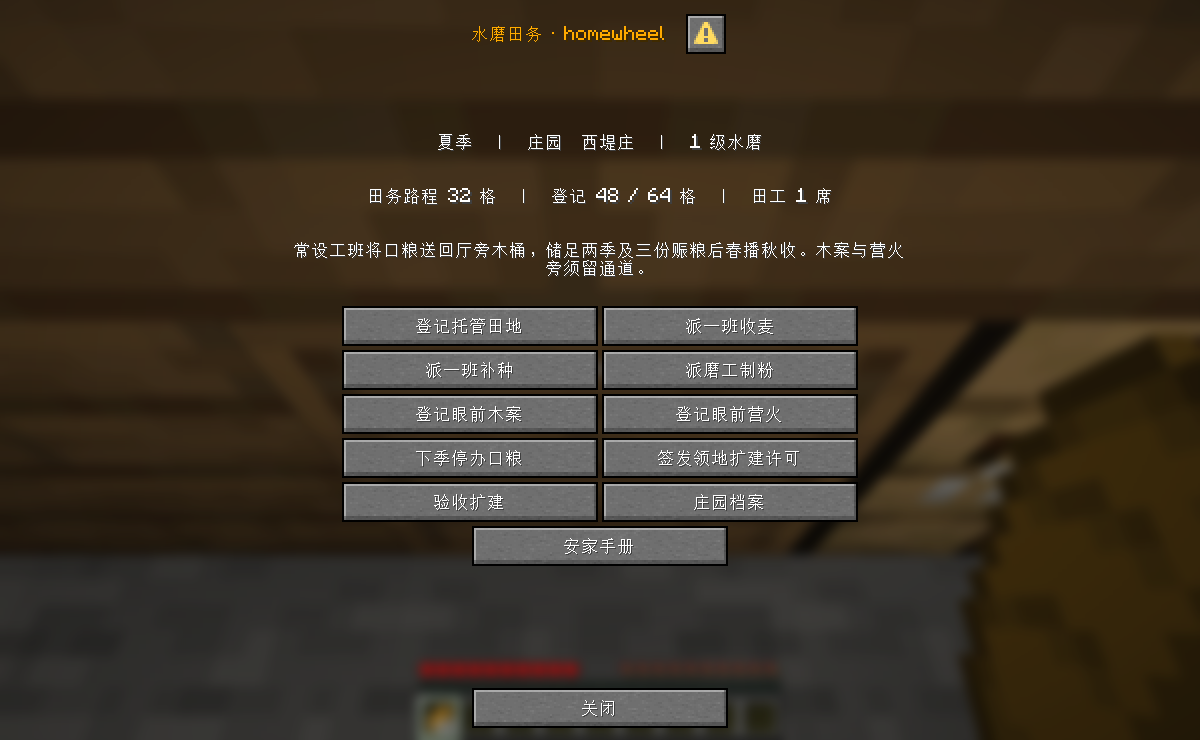 水磨田务 · homewheel
夏季 | 庄园 西堤庄 | 1 级水磨
田务路程 32 格 | 登记 48 / 64 格 | 田工 1 席
常设工班将口粮送回厅旁木桶，储足两季及三份赈粮后春播秋收。木案与营火
旁须留通道。
登记托管田地
派一班收麦
派一班补种
派磨工制粉
登记眼前木案
登记眼前营火
下季停办口粮
签发领地扩建许可
验收扩建
庄园档案
安家手册
关闭